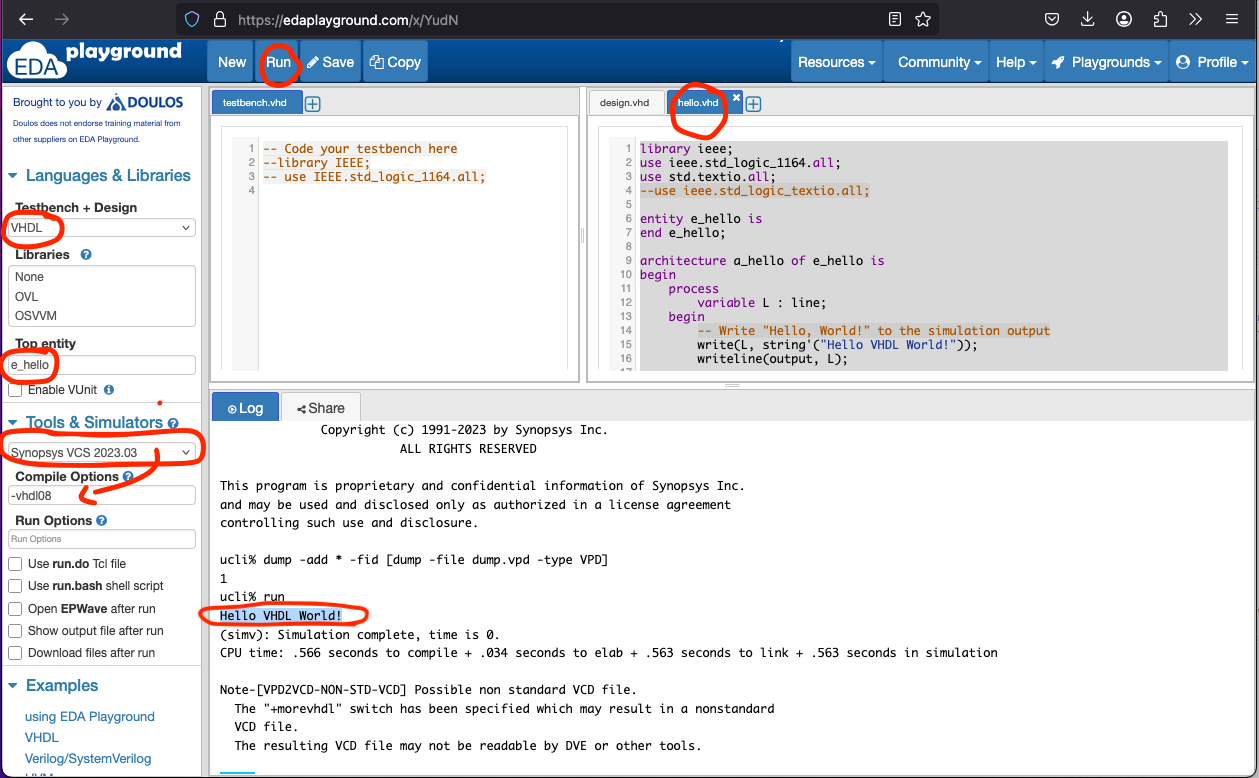 https://edaplayground.com/x/YudN
EDA playground
New
Run
Save
Copy
Resources
Community
Help
Playgrounds
Profile
Brought to you by DOULOS
Doulos does not endorse training material from
other suppliers on EDA Playground.
Languages & Libraries
Testbench + Design
VHDL
Libraries
None
OVL
OSVVM
Top entity
e_hello
Enable VUnit
Tools & Simulators
Synopsys VCS 2023.03
Compile Options
-vhdl08
Run Options
Run Options
Use run.do Tcl file
Use run.bash shell script
Open EPWave after run
Show output file after run
Download files after run
Examples
using EDA Playground
VHDL
Verilog/SystemVerilog
UVM
testbench.vhd
1 -- Code your testbench here
2 --library IEEE;
3 -- use IEEE.std_logic_1164.all;
4
design.vhd
hello.vhd
1 library ieee;
2 use ieee.std_logic_1164.all;
3 use std.textio.all;
4 --use ieee.std_logic_textio.all;
5
6 entity e_hello is
7 end e_hello;
8
9 architecture a_hello of e_hello is
10 begin
11 process
12 variable L : line;
13 begin
14 -- Write "Hello, World!" to the simulation output
15 write(L, string'("Hello VHDL World!"));
16 writeline(output, L);
17
Log
Share
Copyright (c) 1991-2023 by Synopsys Inc.
ALL RIGHTS RESERVED
This program is proprietary and confidential information of Synopsys Inc.
and may be used and disclosed only as authorized in a license agreement
controlling such use and disclosure.
ucli% dump -add * -fid [dump -file dump.vpd -type VPD]
1
ucli% run
Hello VHDL World!
(simv): Simulation complete, time is 0.
CPU time: .566 seconds to compile + .034 seconds to elab + .563 seconds to link + .563 seconds in simulation
Note-[VPD2VCD-NON-STD-VCD] Possible non standard VCD file.
The "+morevhdl" switch has been specified which may result in a nonstandard
VCD file.
The resulting VCD file may not be readable by DVE or other tools.